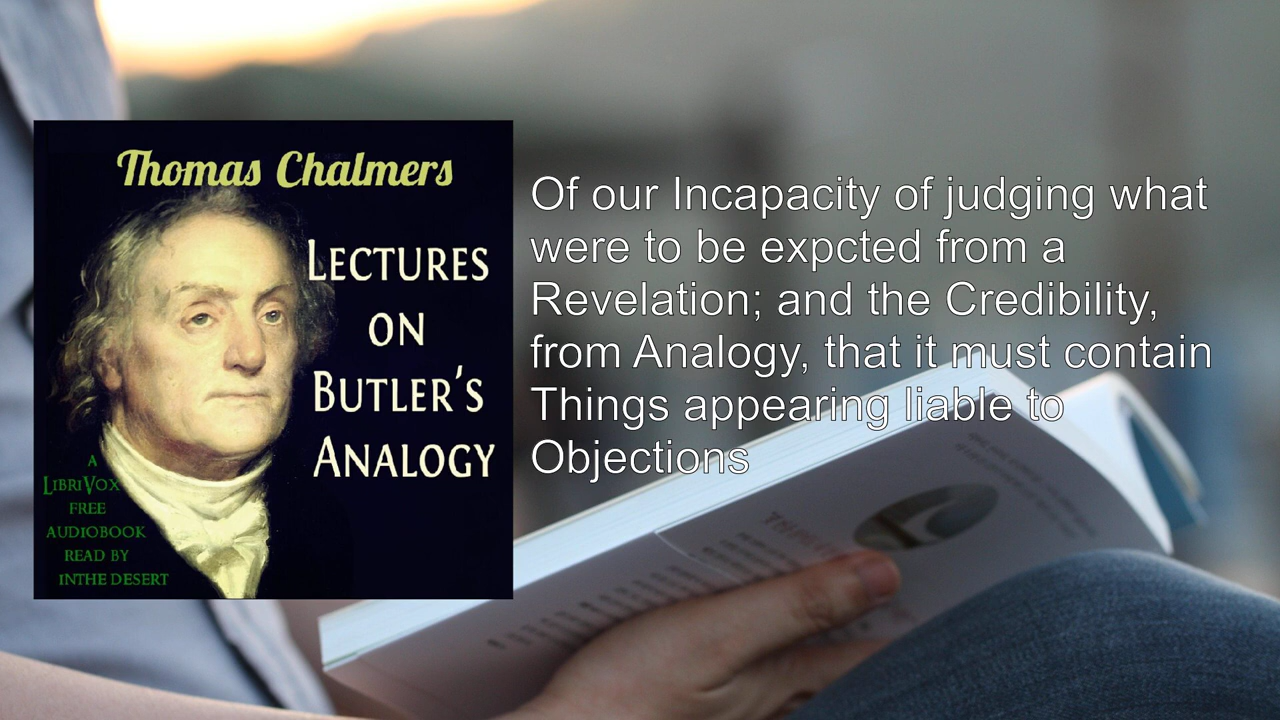 Thomas Chalmers
LECTURES
ON
BUTLER'S
ANALOGY
A
LIBRIVOX
FREE
AUDIOBOOK
READ BY
INTHE DESERT
Of our Incapacity of judging what
were to be expcted from a
Revelation; and the Credibility,
from Analogy, that it must contain
Things appearing liable to
Objections